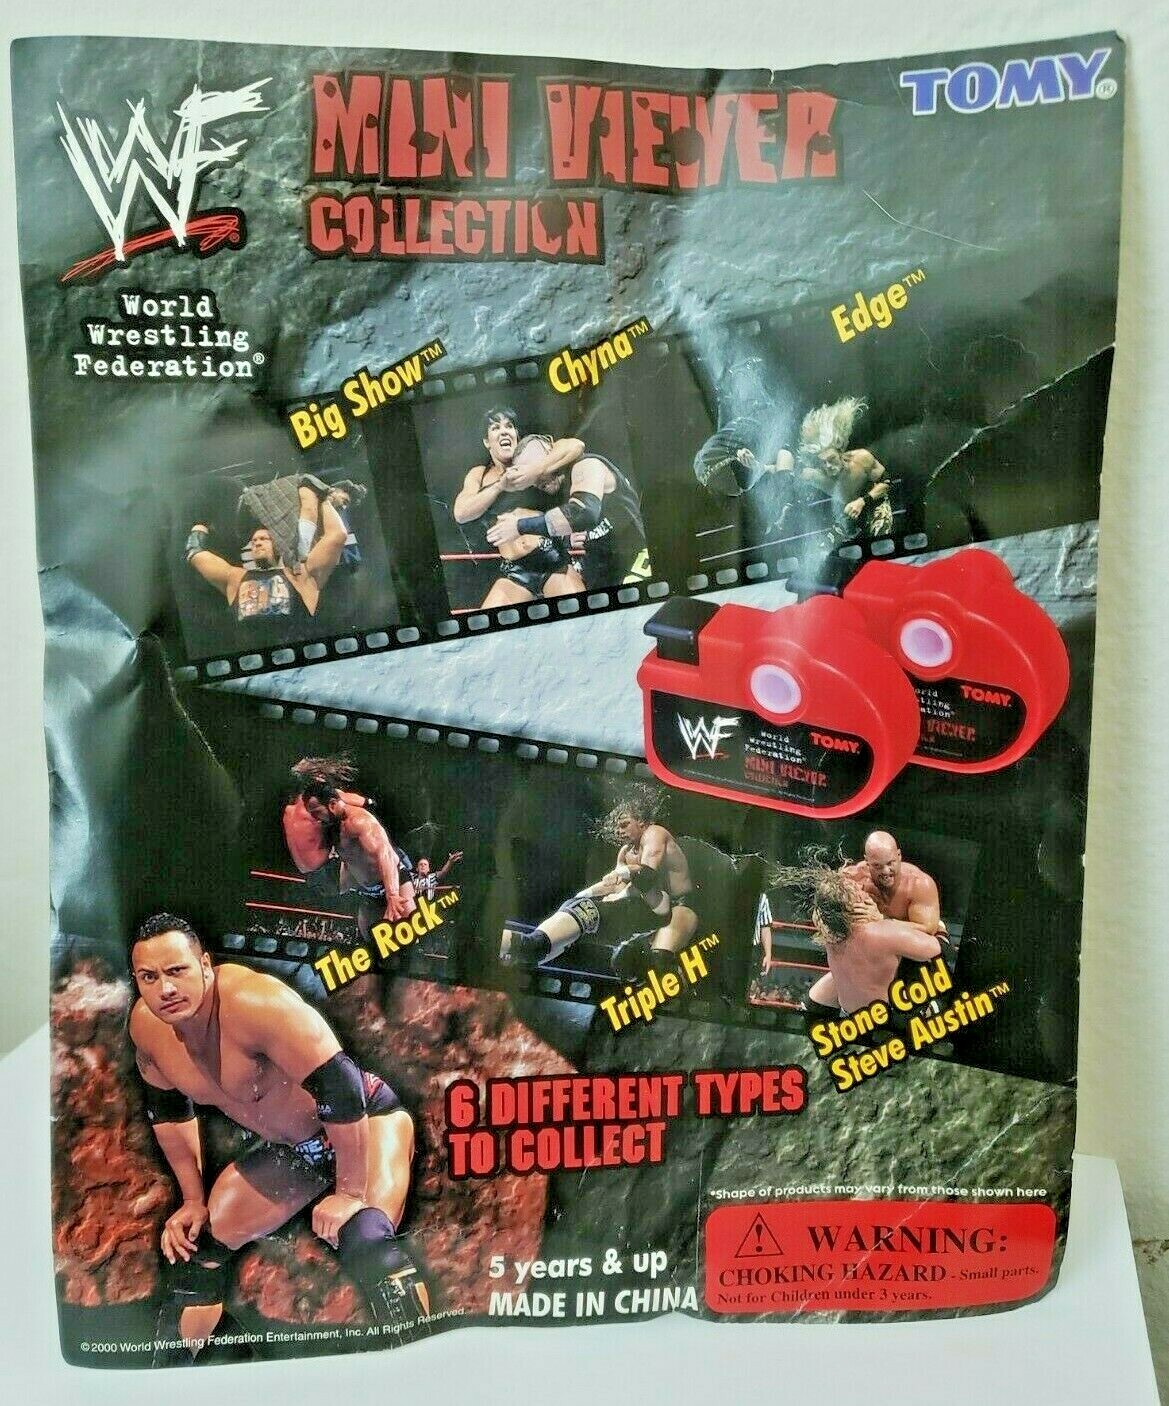 WF
MINI VIEWER
COLLECTION
TOMY®
World
Wrestling
Federation®
Big Show™
Chyna™
Edge™
WF
World
Wrestling
Federation®
TOMY
MINI VIEWER
COLLECTION
TOMY
VIEWER
The Rock™
Triple H™
Stone Cold
Steve Austin™
6 DIFFERENT TYPES
TO COLLECT
*Shape of products may vary from those shown here
WARNING:
CHOKING HAZARD - Small parts.
Not for Children under 3 years.
5 years & up
MADE IN CHINA
©2000 World Wrestling Federation Entertainment, Inc. All Rights Reserved.